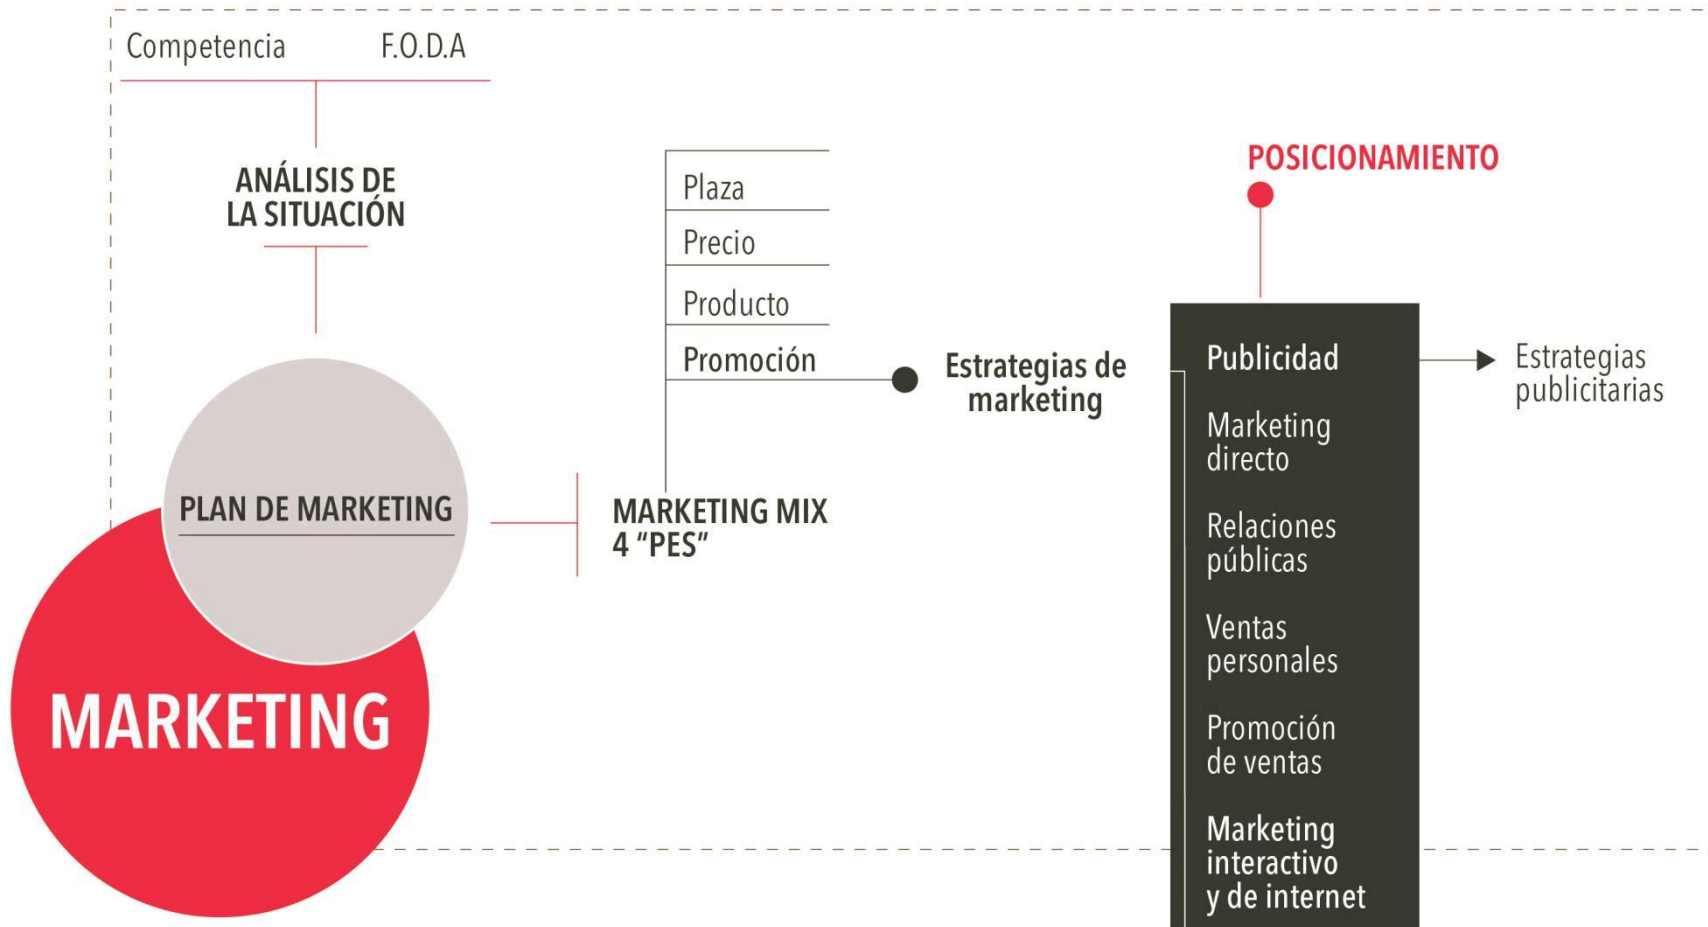 Competencia F.O.D.A
ANÁLISIS DE
LA SITUACIÓN
PLAN DE MARKETING
MARKETING
MARKETING MIX
4 “PES”
Plaza
Precio
Producto
Promoción
Estrategias de
marketing
POSICIONAMIENTO
Publicidad
Marketing
directo
Relaciones
públicas
Ventas
personales
Promoción
de ventas
Marketing
interactivo
y de internet
Estrategias
publicitarias